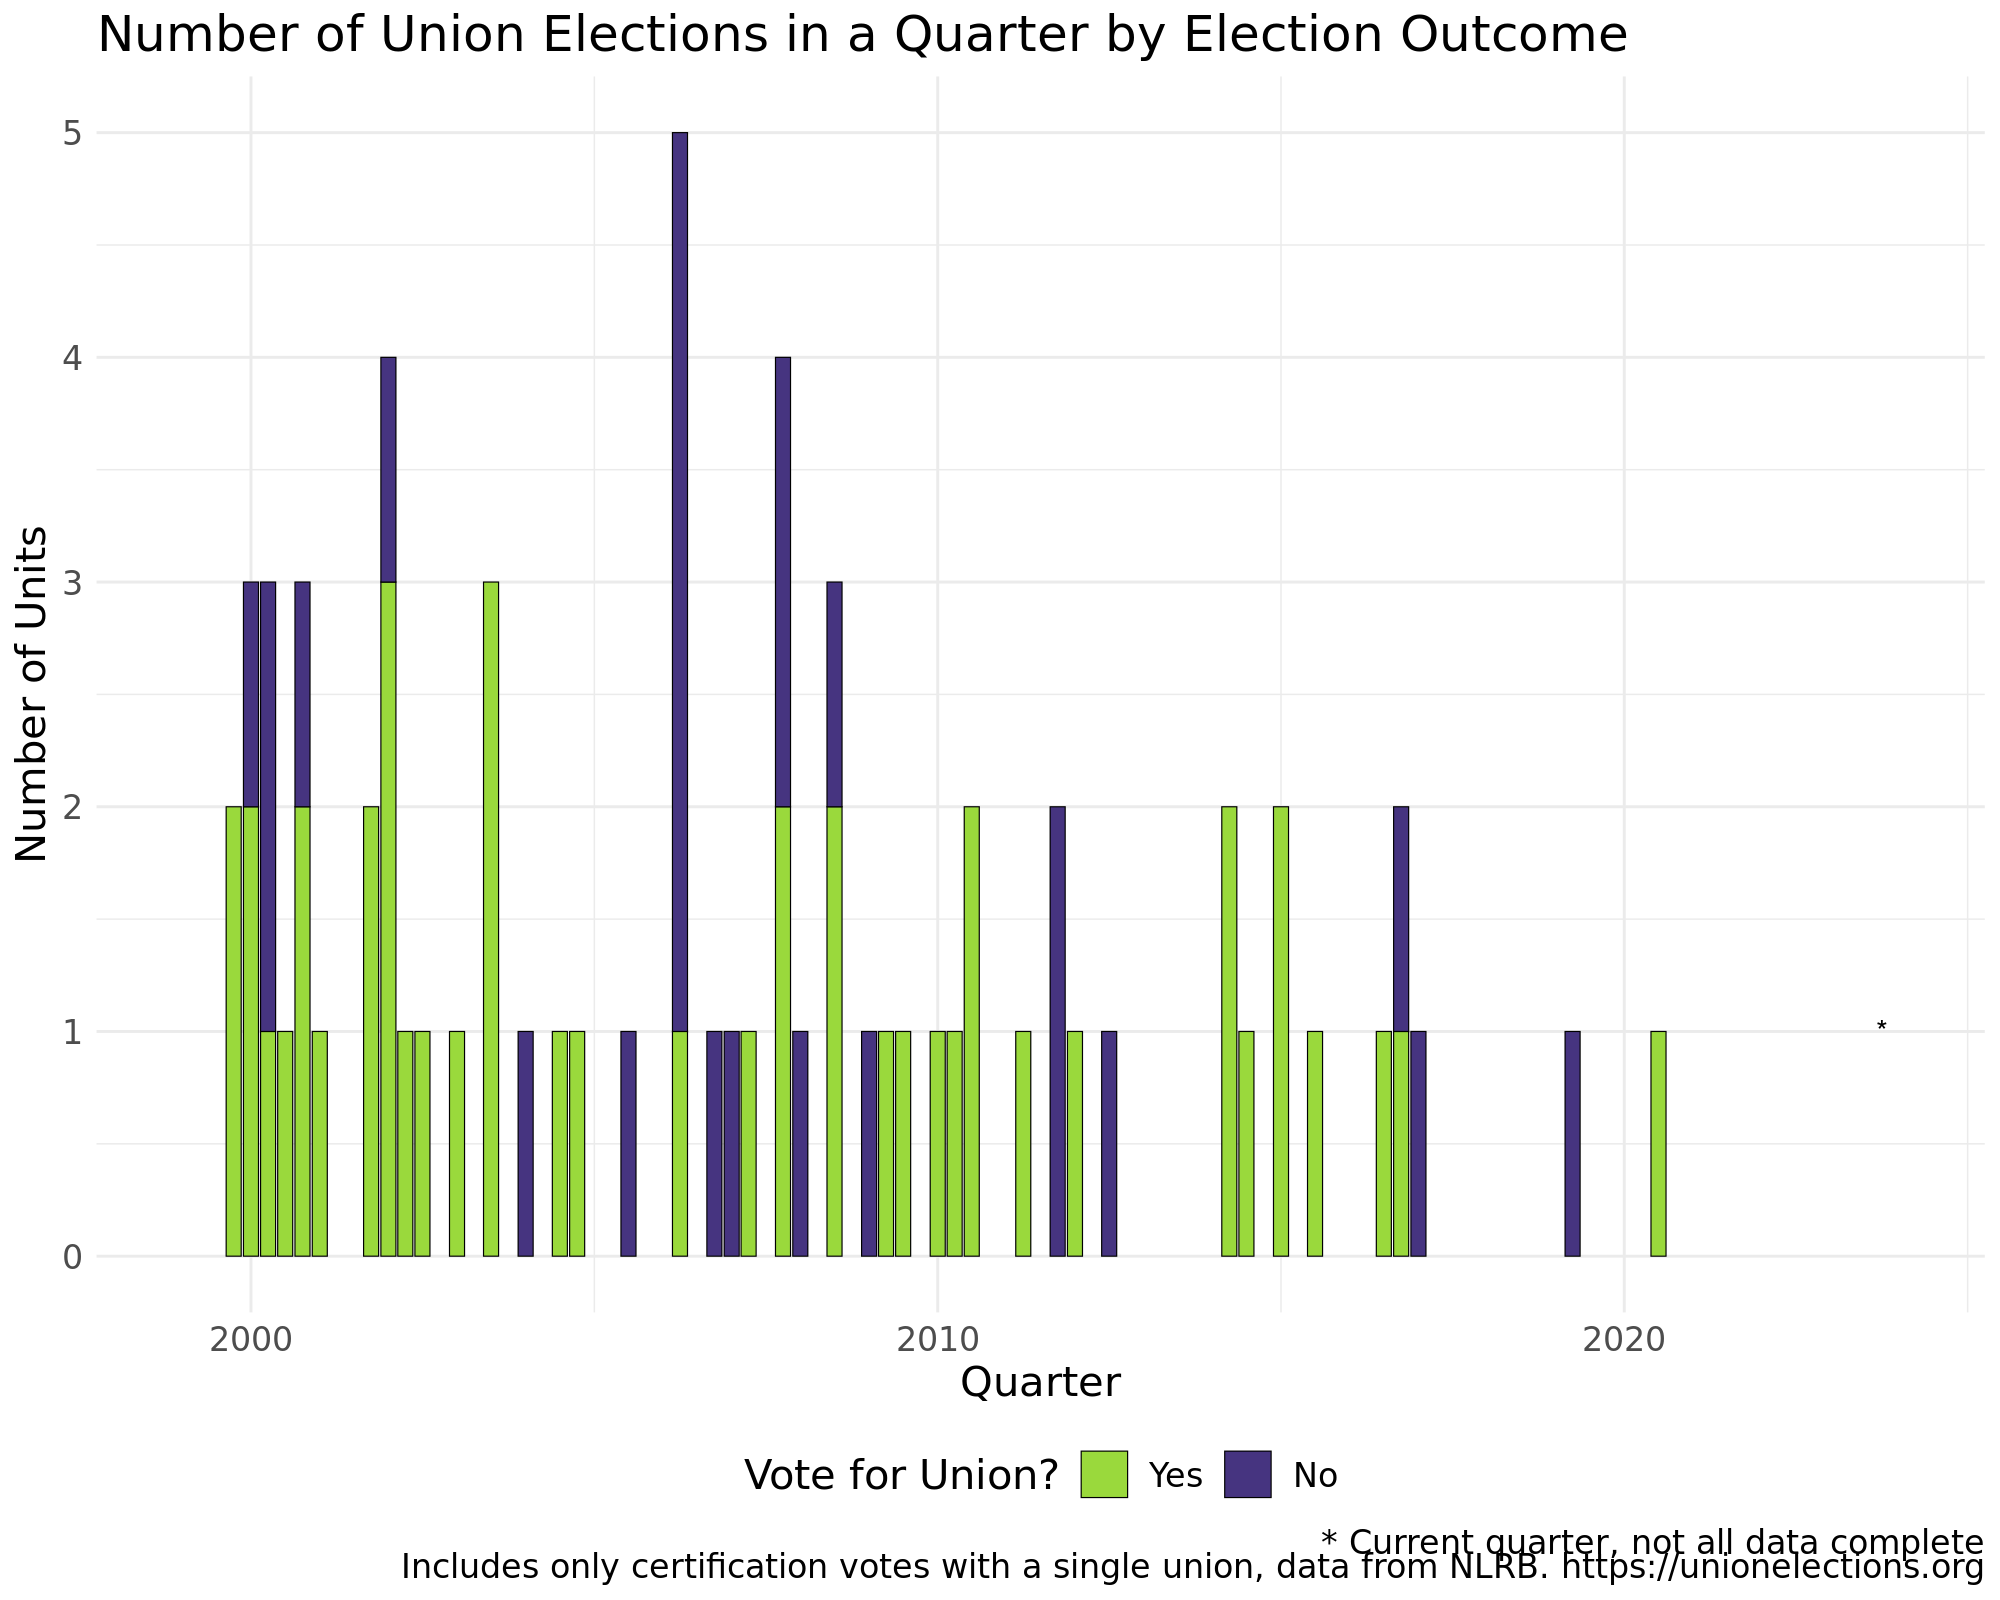 Number of Union Elections in a Quarter by Election Outcome
Number of Units
5
4
3
2
1
0
*
2000 2010 2020
Quarter
Vote for Union? Yes No
* Current quarter, not all data complete
Includes only certification votes with a single union, data from NLRB. https://unionelections.org